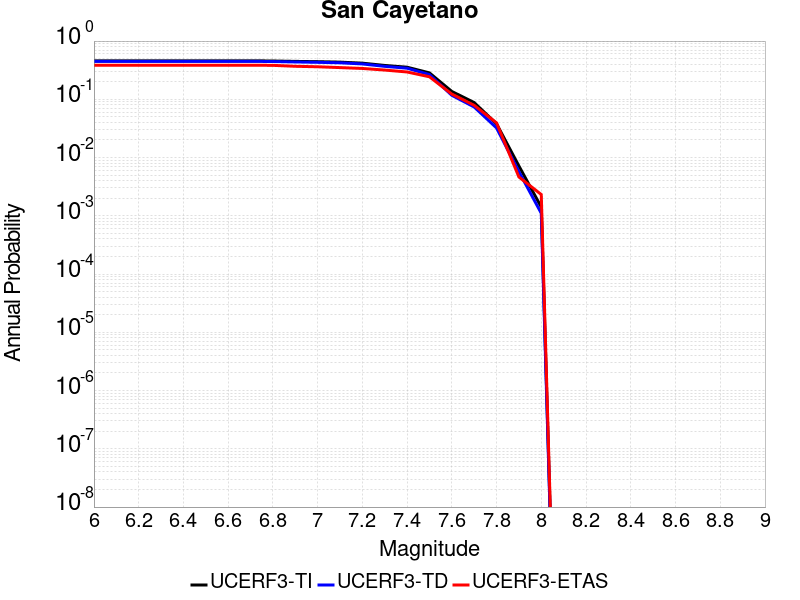 San Cayetano
Annual Probability
10^0
10^-1
10^-2
10^-3
10^-4
10^-5
10^-6
10^-7
10^-8
6 6.2 6.4 6.6 6.8 7 7.2 7.4 7.6 7.8 8 8.2 8.4 8.6 8.8 9
Magnitude
UCERF3-TI UCERF3-TD UCERF3-ETAS